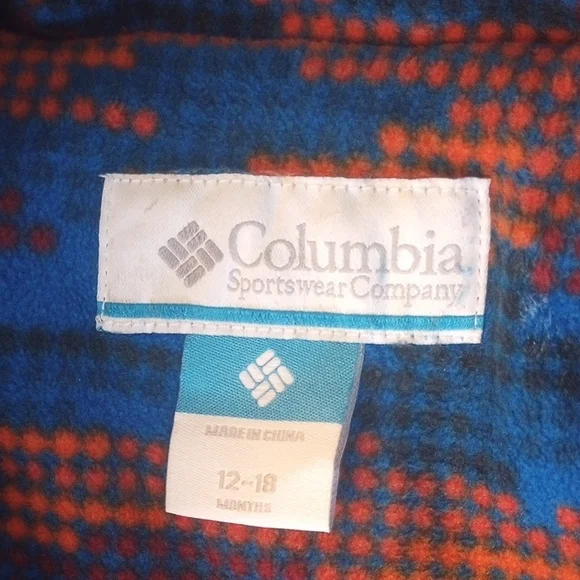 Columbia
Sportswear Company
MADE IN CHINA
12-18
MONTHS